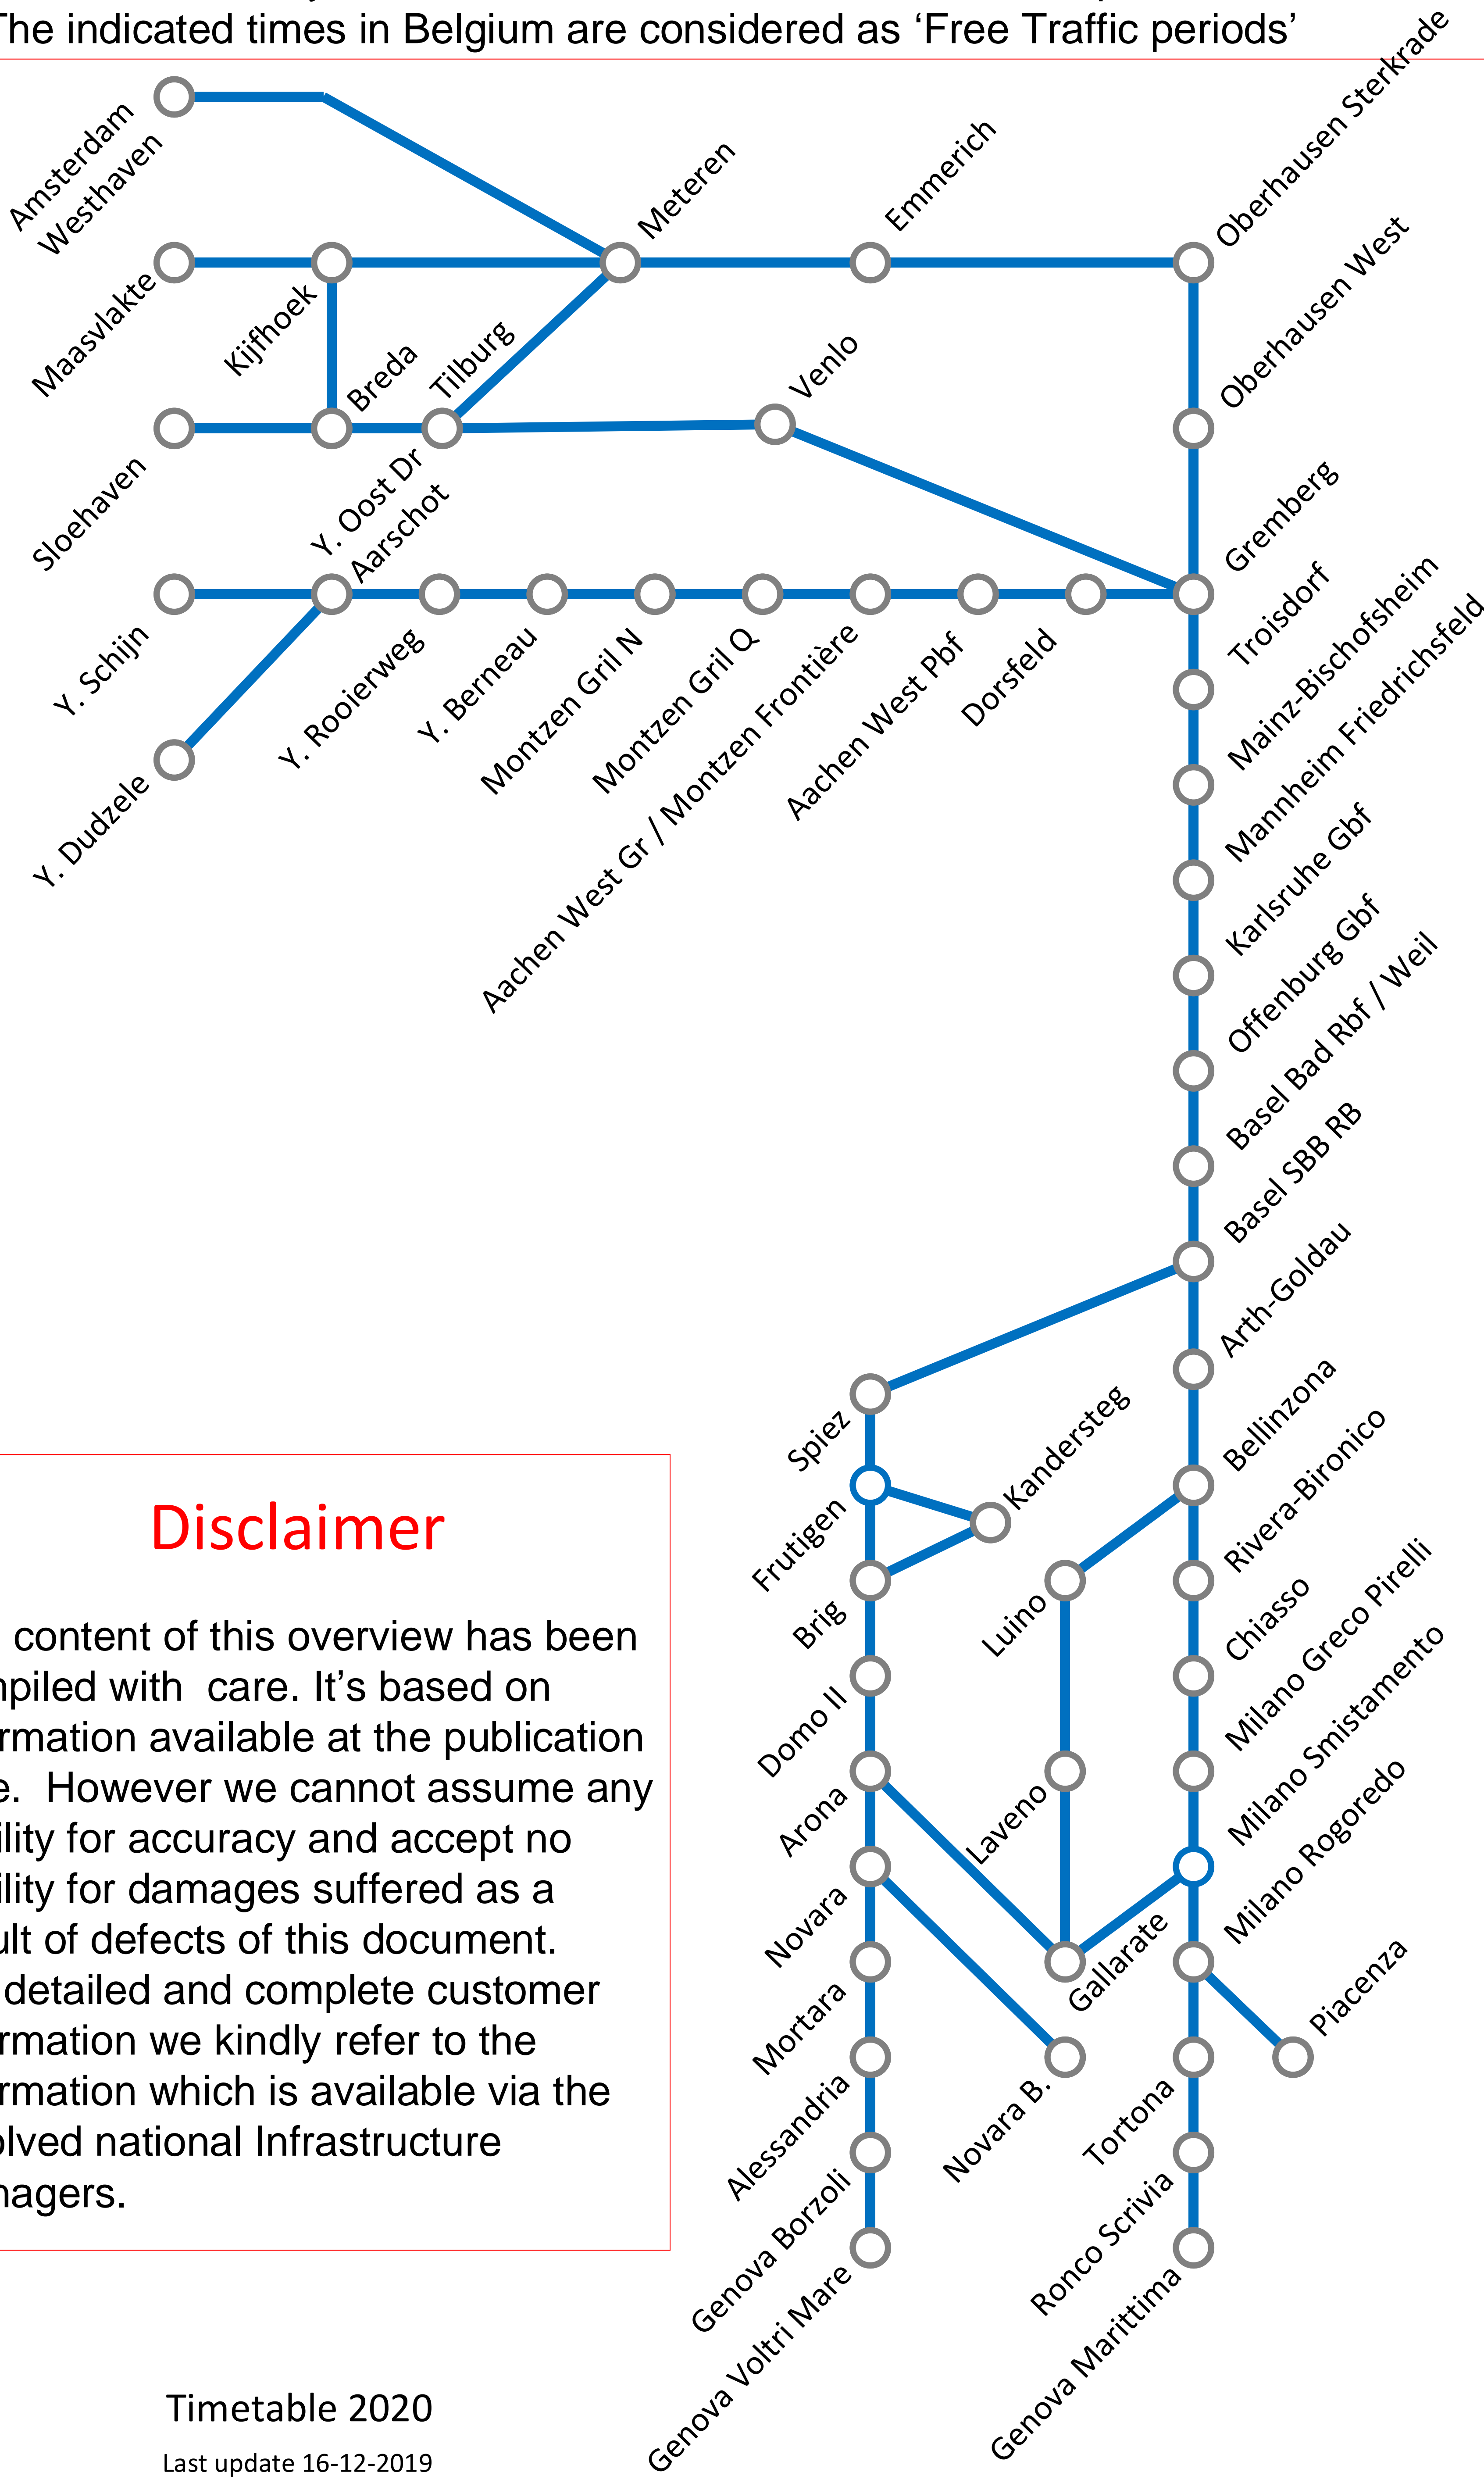 The indicated times in Belgium are considered as ‘Free Traffic periods’
Amsterdam
Westhaven
Meteren
Emmerich
Oberhausen Sterkrade
Maasvlakte
Kijfhoek
Breda
Tilburg
Venlo
Oberhausen West
Sloehaven
Y. Oost Dr
Aarschot
Gremberg
Y. Schijn
Y. Rooierweg
Y. Berneau
Montzen Gril N
Montzen Gril Q
Aachen West Gr / Montzen Frontière
Aachen West Pbf
Dorsfeld
Troisdorf
Y. Dudzele
Mainz-Bischofsheim
Mannheim Friedrichsfeld
Karlsruhe Gbf
Offenburg Gbf
Basel Bad Rbf / Weil
Basel SBB RB
Arth-Goldau
Spiez
Kandersteg
Bellinzona
Frutigen
Rivera-Bironico
Brig
Luino
Chiasso
Domo II
Milano Greco Pirelli
Arona
Laveno
Milano Smistamento
Novara
Gallarate
Milano Rogoredo
Mortara
Piacenza
Alessandria
Novara B.
Tortona
Genova Borzoli
Ronco Scrivia
Genova Voltri Mare
Genova Marittima
Disclaimer
content of this overview has been
mpiled with  care. It’s based on
rmation available at the publication
e.  However we cannot assume any
ility for accuracy and accept no
ility for damages suffered as a
ult of defects of this document.
detailed and complete customer
rmation we kindly refer to the
rmation which is available via the
olved national Infrastructure
nagers.
Timetable 2020
Last update 16-12-2019